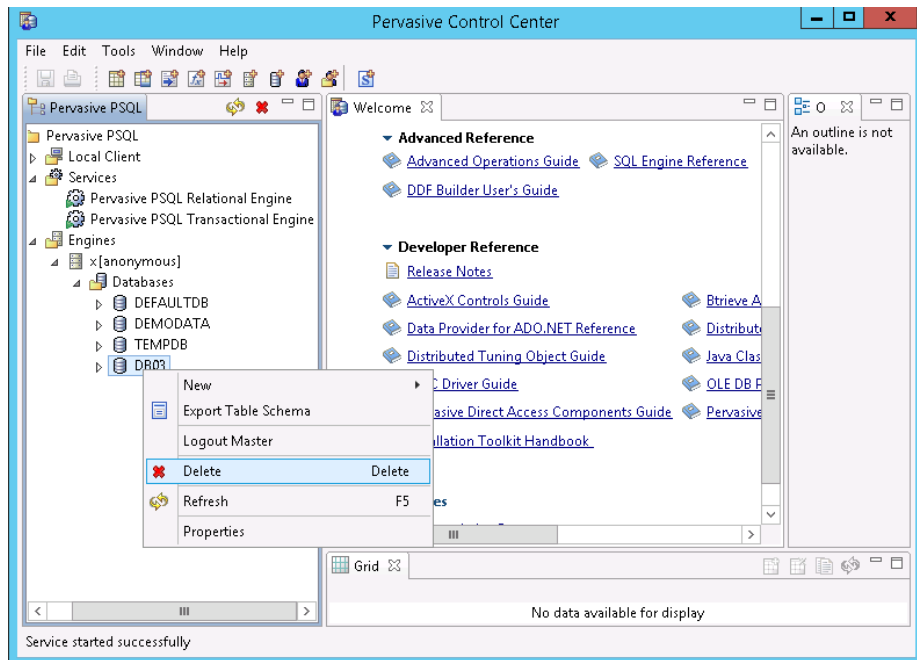 Pervasive Control Center
File Edit Tools Window Help
Pervasive PSQL
Pervasive PSQL
Local Client
Services
Pervasive PSQL Relational Engine
Pervasive PSQL Transactional Engine
Engines
x[anonymous]
Databases
DEFAULTDB
DEMODATA
TEMPDB
DB03
New
Export Table Schema
Logout Master
Delete Delete
Refresh F5
Properties
Welcome
Advanced Reference
Advanced Operations Guide SQL Engine Reference
DDF Builder User's Guide
Developer Reference
Release Notes
ActiveX Controls Guide Btrieve A
Data Provider for ADO.NET Reference Distribut
Distributed Tuning Object Guide Java Clas
C Driver Guide OLE DB P
asive Direct Access Components Guide Pervasive
llation Toolkit Handbook
es
O
An outline is not
available.
Grid
No data available for display
Service started successfully